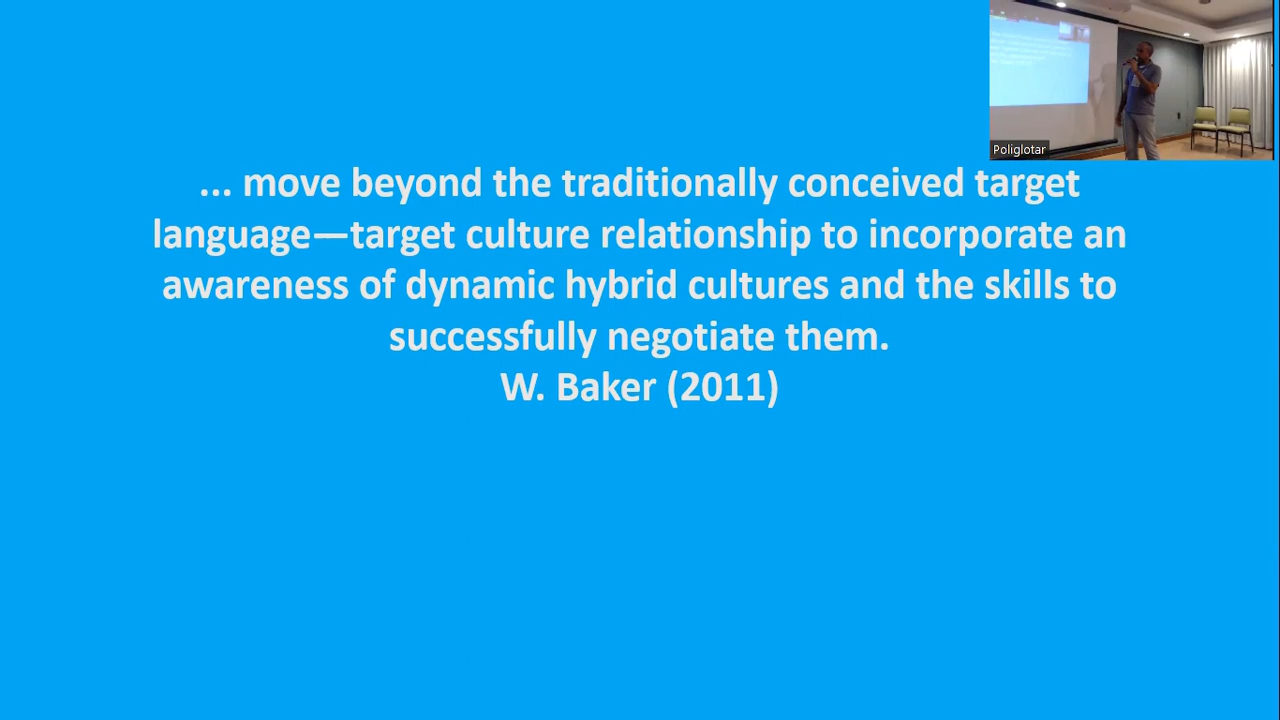 ... move beyond the traditionally conceived target
language—target culture relationship to incorporate an
awareness of dynamic hybrid cultures and the skills to
successfully negotiate them.
W. Baker (2011)
Poliglotar